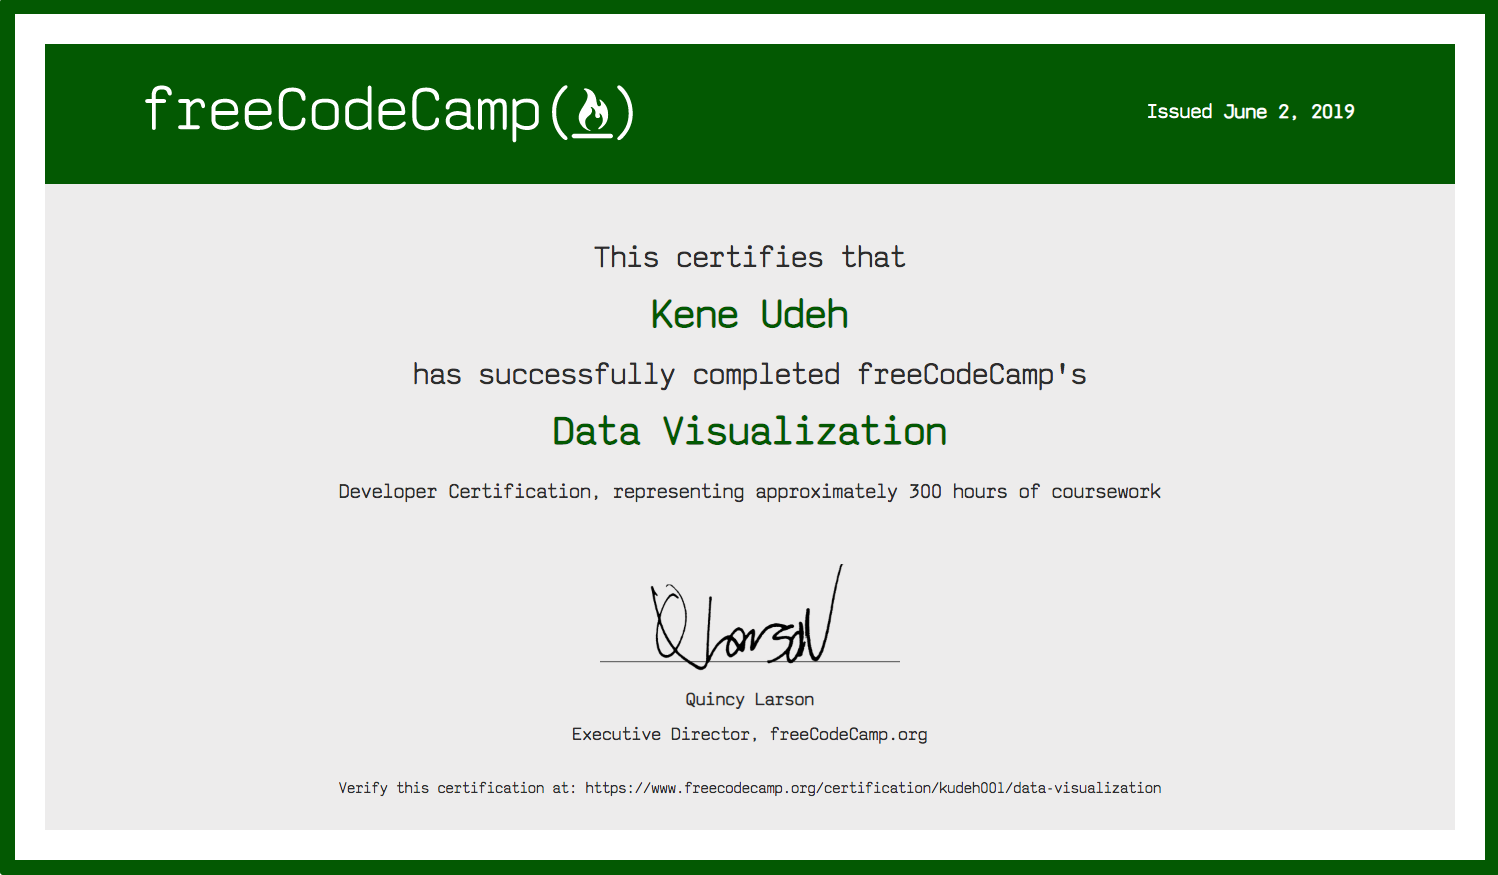 freeCodeCamp()
Issued June 2, 2019
This certifies that
Kene Udeh
has successfully completed freeCodeCamp's
Data Visualization
Developer Certification, representing approximately 300 hours of coursework
Q Larson
Quincy Larson
Executive Director, freeCodeCamp.org
Verify this certification at: https://www.freecodecamp.org/certification/kudeh001/data-visualization